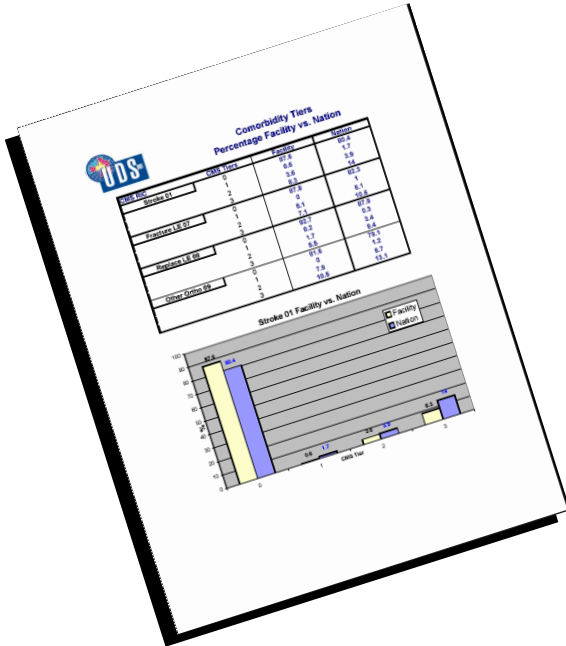 Comorbidity Tiers
Percentage Facility vs. Nation
UDS
CMS RIC CMS Tiers Facility Nation
Stroke 01 0 87.6 80.4
1 0.6 1.7
2 3.6 3.9
3 8.3 14
Fracture LE 07 0 87.8 83.3
1 0 1
2 5.1 5.1
3 7.1 10.6
Replace LE 08 0 92.7 87.8
1 0.2 0.3
2 1.7 3.4
3 5.5 8.4
Other Ortho 09 0 81.6 79.1
1 0 1.2
2 7.9 6.7
3 10.5 13.1
Stroke 01 Facility vs. Nation
Facility
Nation
100
90
80
70
60
50
40
30
20
10
0
87.6 80.4
0.6 1.7
3.6 3.9
8.3 14
0 1 2 3
CMS Tier